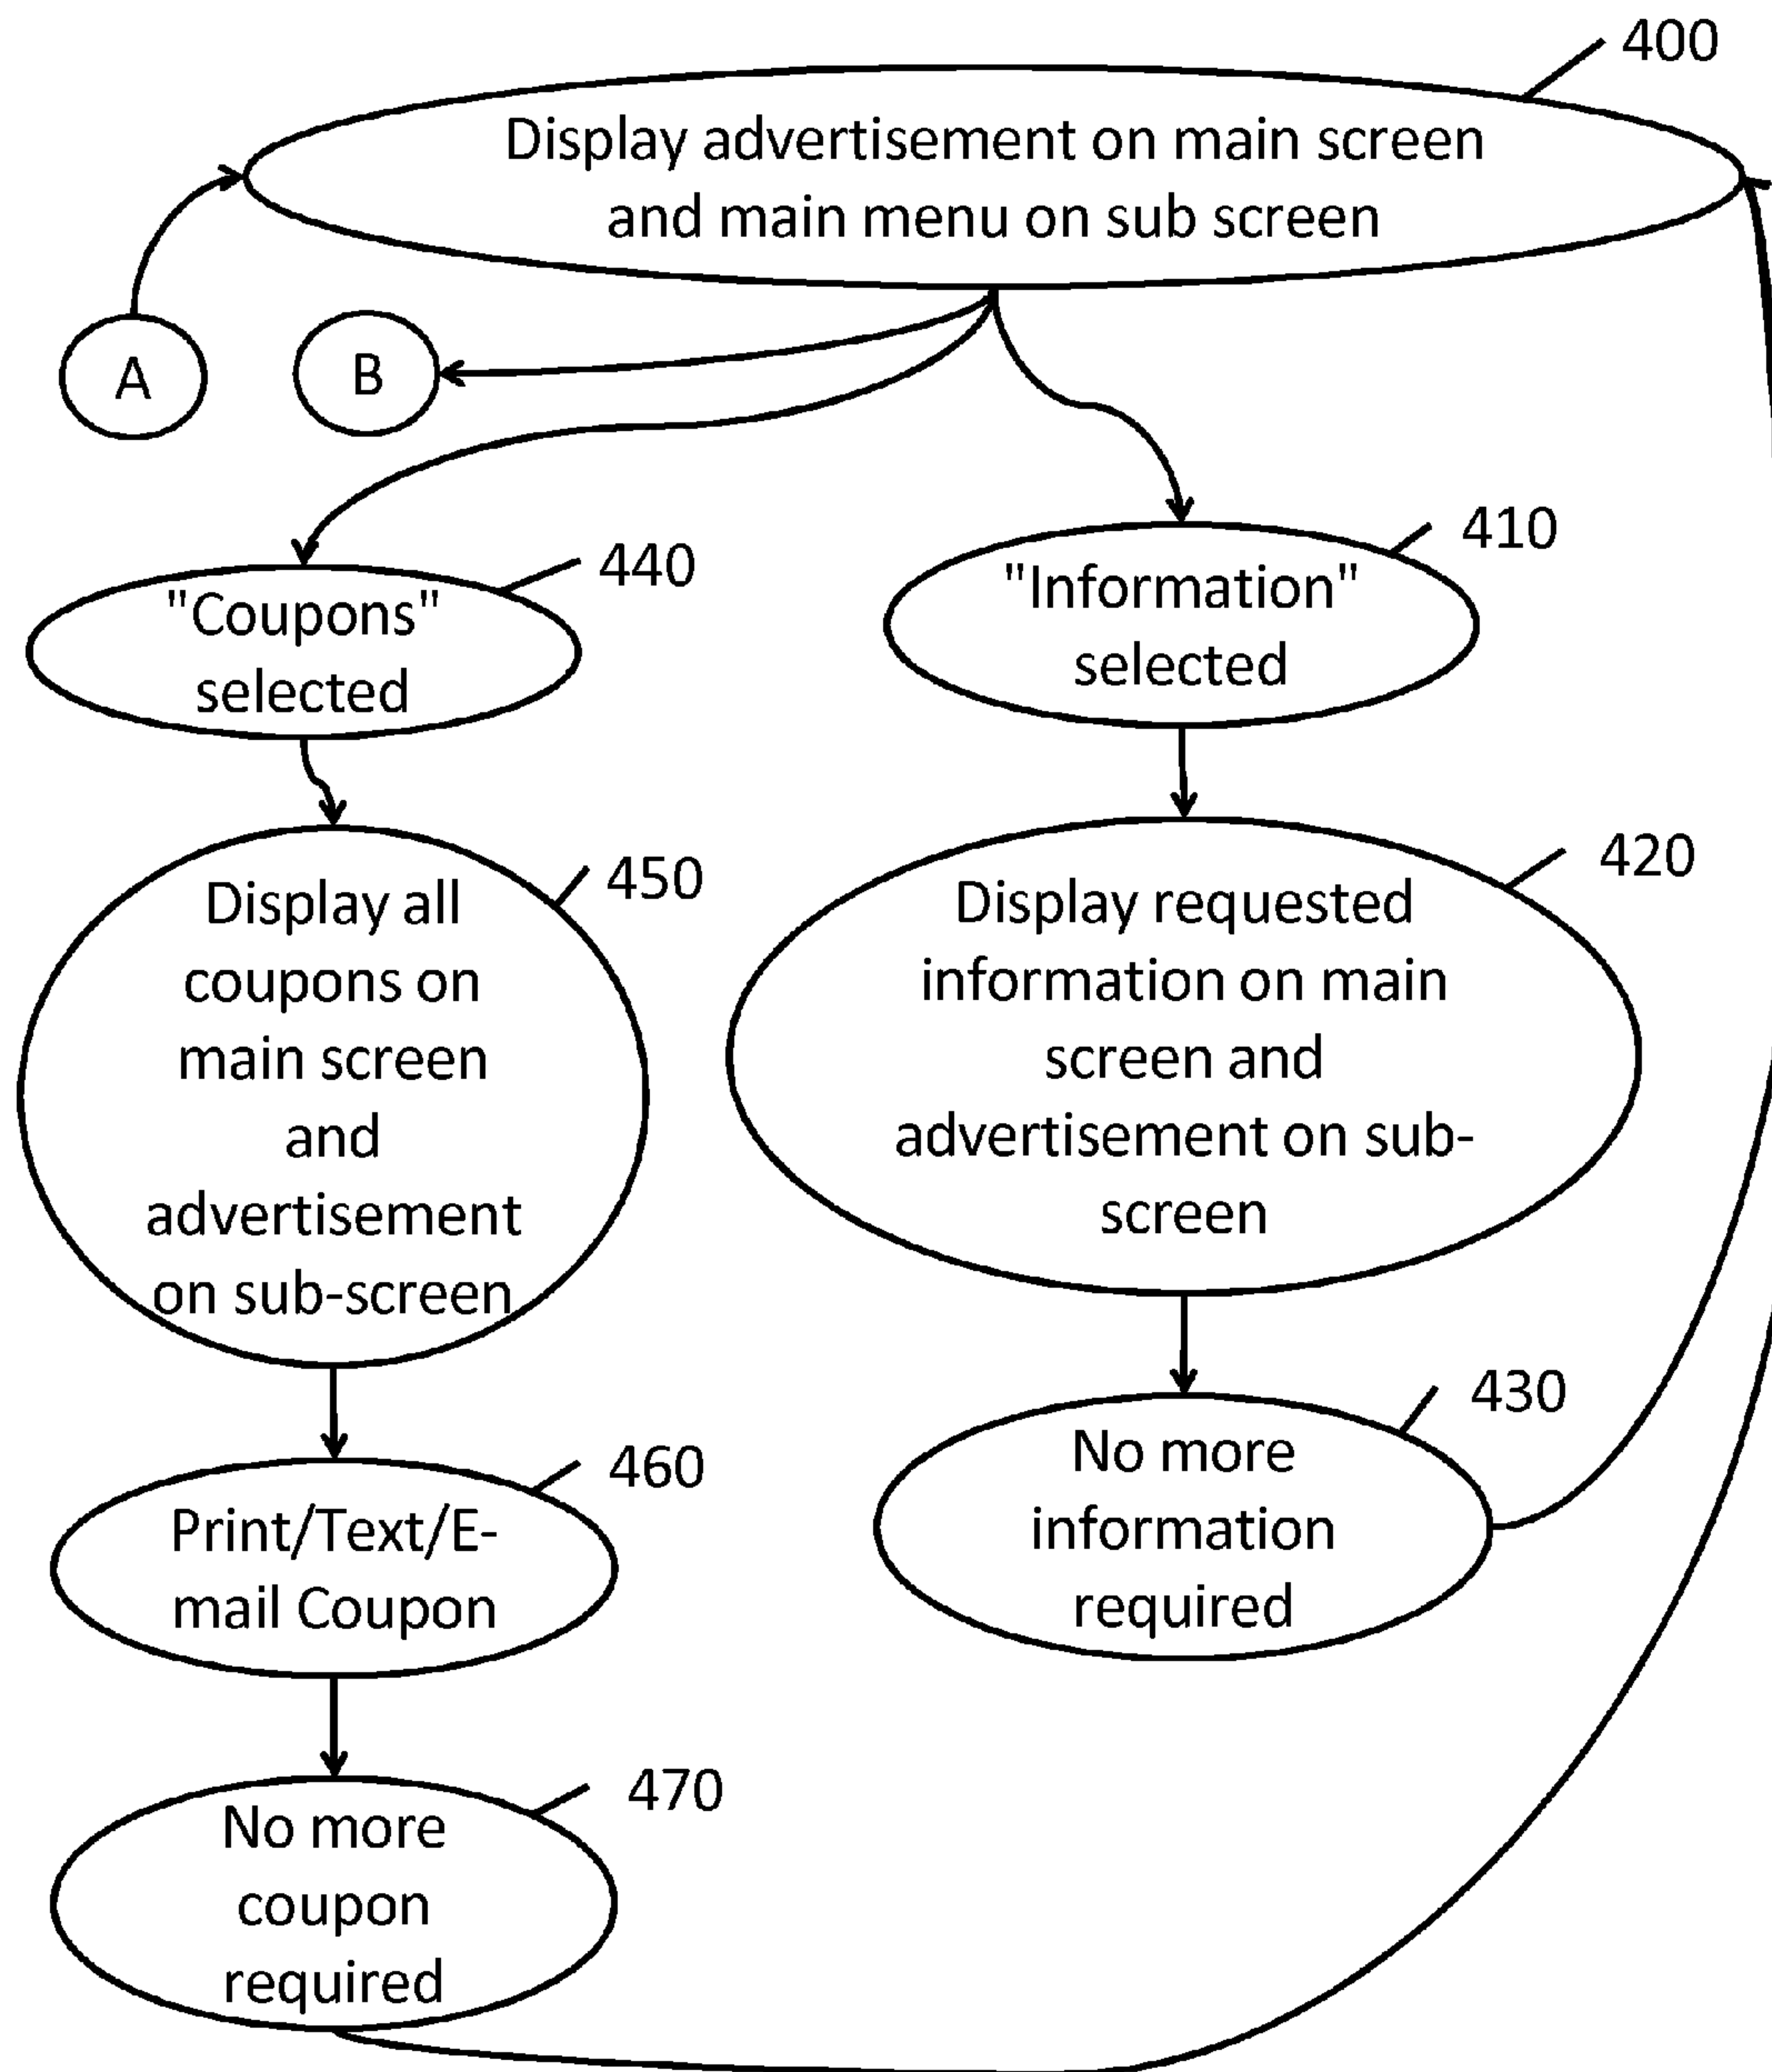 400
Display advertisement on main screen
and main menu on sub screen
A
B
440
"Coupons"
selected
410
"Information"
selected
450
Display all
coupons on
main screen
and
advertisement
on sub-screen
420
Display requested
information on main
screen and
advertisement on sub-
screen
460
Print/Text/E-
mail Coupon
430
No more
information
required
470
No more
coupon
required